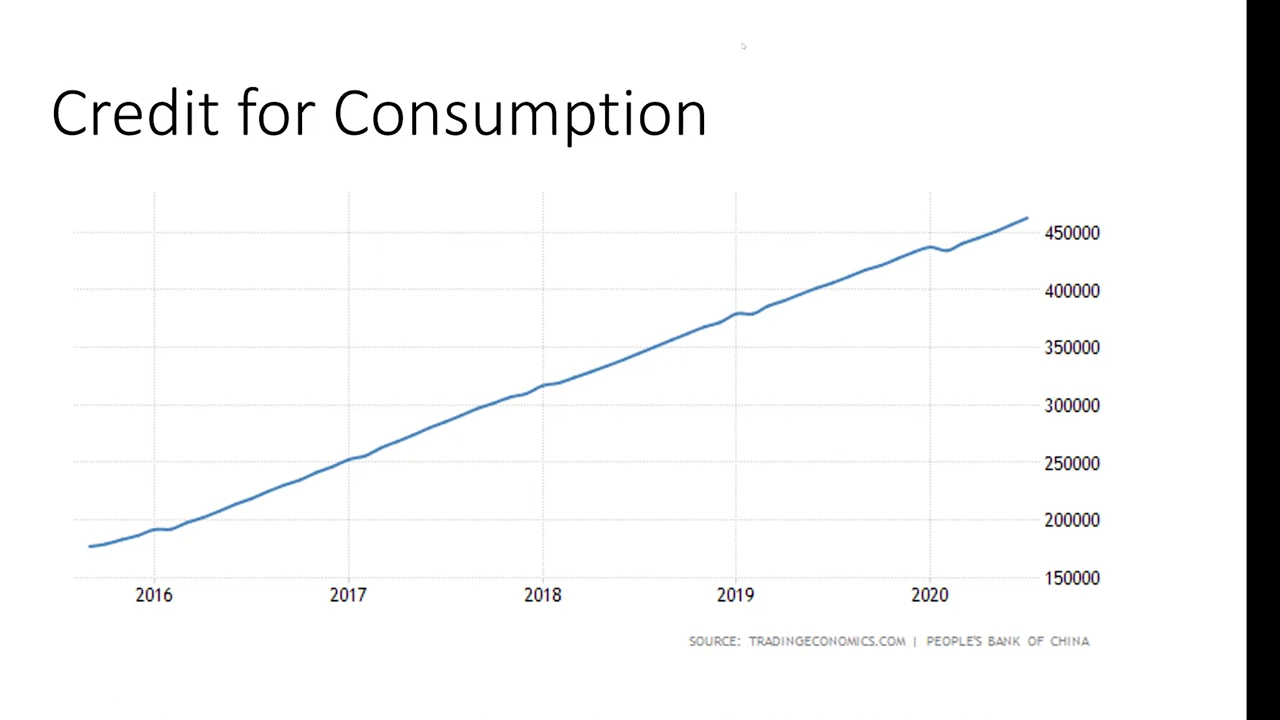 Credit for Consumption
450000
400000
350000
300000
250000
200000
150000
2016 2017 2018 2019 2020
SOURCE: TRADINGECONOMICS.COM | PEOPLE'S BANK OF CHINA